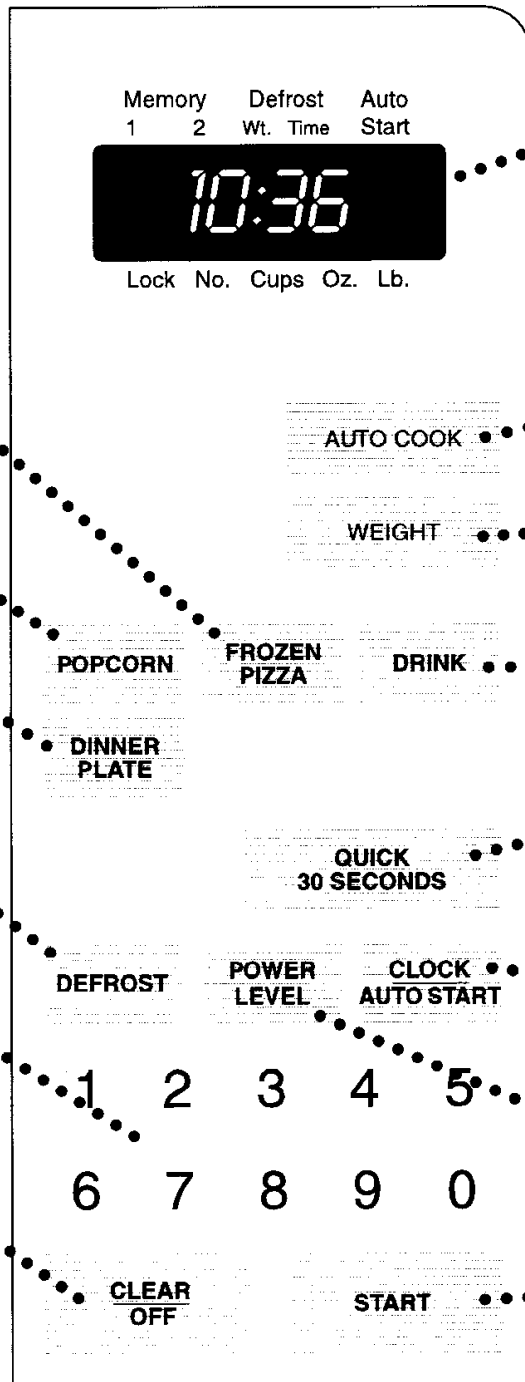 Memory Defrost Auto
1 2 Wt. Time Start
10:36
Lock No. Cups Oz. Lb.
AUTO COOK
WEIGHT
POPCORN
FROZEN
PIZZA
DRINK
DINNER
PLATE
QUICK
30 SECONDS
DEFROST
POWER
LEVEL
CLOCK
AUTO START
1 2 3 4 5
6 7 8 9 0
CLEAR
OFF
START